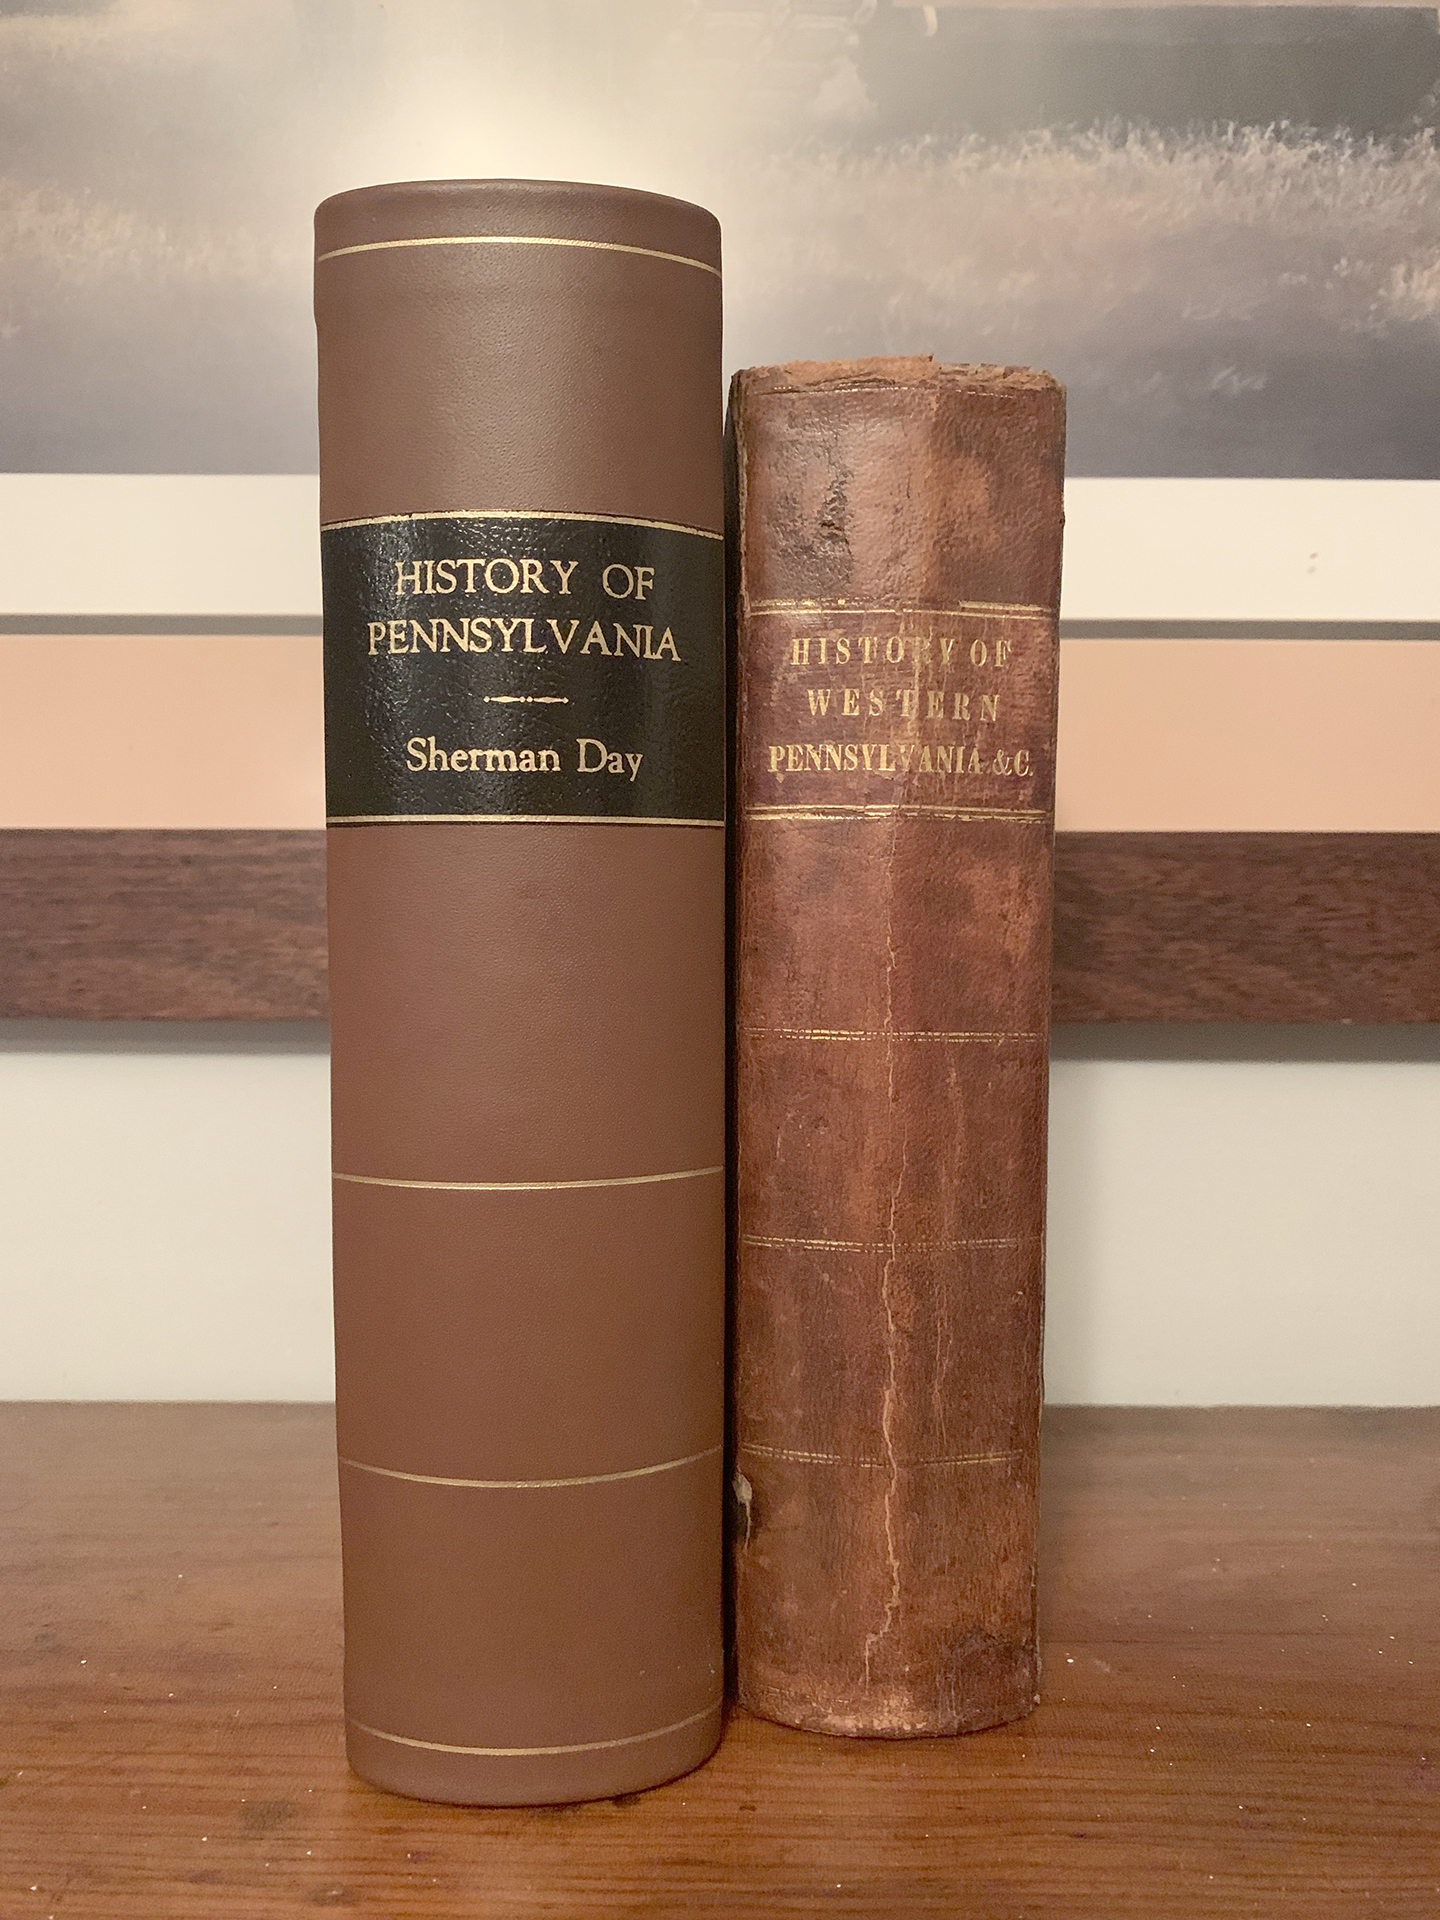 HISTORY OF
PENNSYLVANIA
Sherman Day
HISTORY OF
WESTERN
PENNSYLVANIA & C.